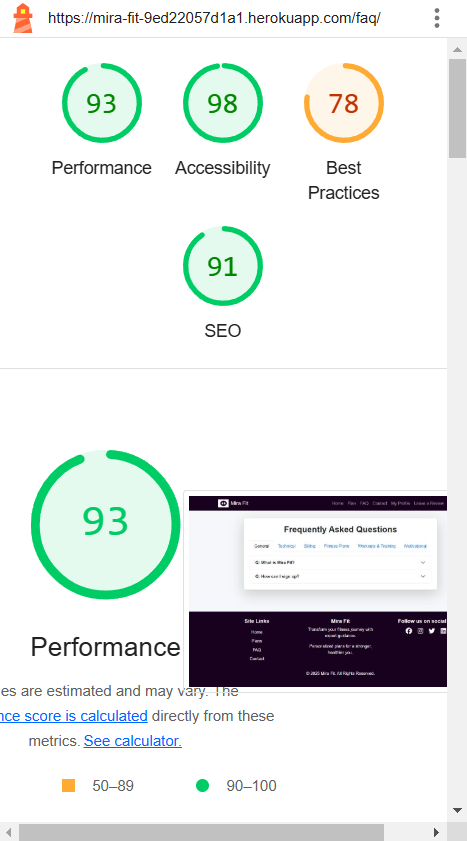 https://mira-fit-9ed22057d1a1.herokuapp.com/faq/
93
98
78
Performance
Accessibility
Best
Practices
91
SEO
93
Mira Fit
Home Plan FAQ Contact My Profile Leave a Review
Frequently Asked Questions
General Technical Billing Fitness Plans Workouts & Training Motivational
Q: What is Mira Fit?
Q: How can I sign up?
Site Links
Home
Plans
FAQ
Contact
Mira Fit
Transform your fitness journey with
expert guidance.
Personalized plans for a stronger,
healthier you.
Follow us on social
© 2025 Mira Fit. All Rights Reserved.
Performance
es are estimated and may vary. The
nce score is calculated directly from these
metrics. See calculator.
50–89
90–100